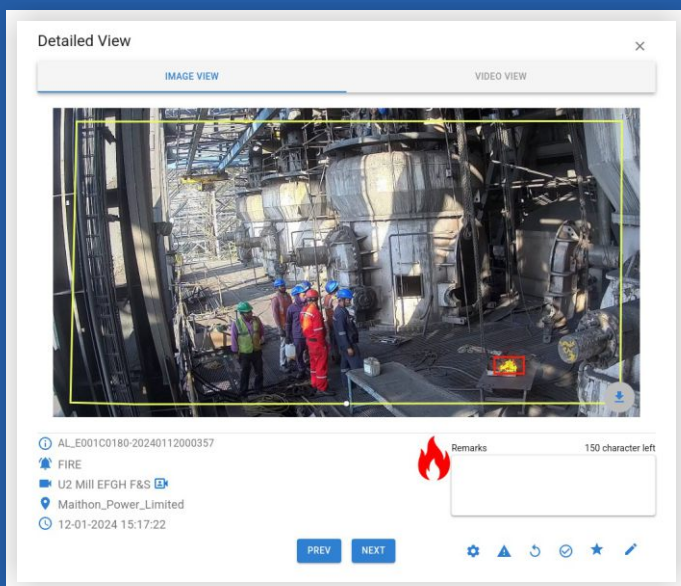 Detailed View
IMAGE VIEW
VIDEO VIEW
AL_E001C0180-20240112000357
FIRE
U2 Mill EFGH F&S
Maithon_Power_Limited
12-01-2024 15:17:22
Remarks
150 character left
PREV
NEXT